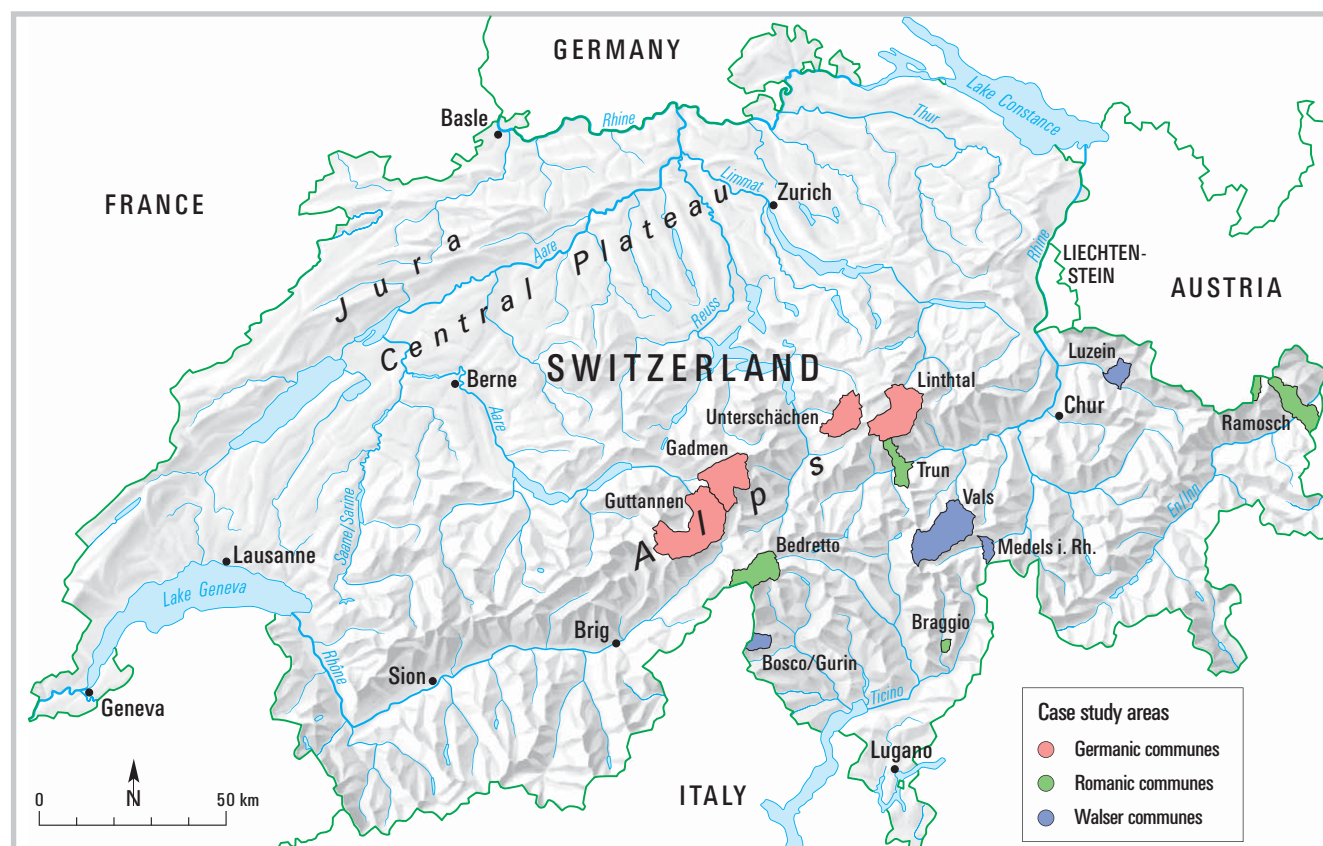 GERMANY
Lake Constance
Basle
Rhine
Thur
FRANCE
Limmat
Zurich
Jura
Aare
Central Plateau
Rhine
LIECHTEN-
STEIN
AUSTRIA
Reuss
SWITZERLAND
Luzein
Berne
Linthtal
Aare
Unterschächen
Chur
Ramosch
Gadmen
Trun
Alps
Guttannen
Vals
En/Inn
Saane/Sarine
Lausanne
Bedretto
Medels i. Rh.
Lake Geneva
Braggio
Brig
Bosco/Gurin
Rhône
Sion
Ticino
Geneva
Lugano
ITALY
N
0 50 km
Case study areas
Germanic communes
Romanic communes
Walser communes